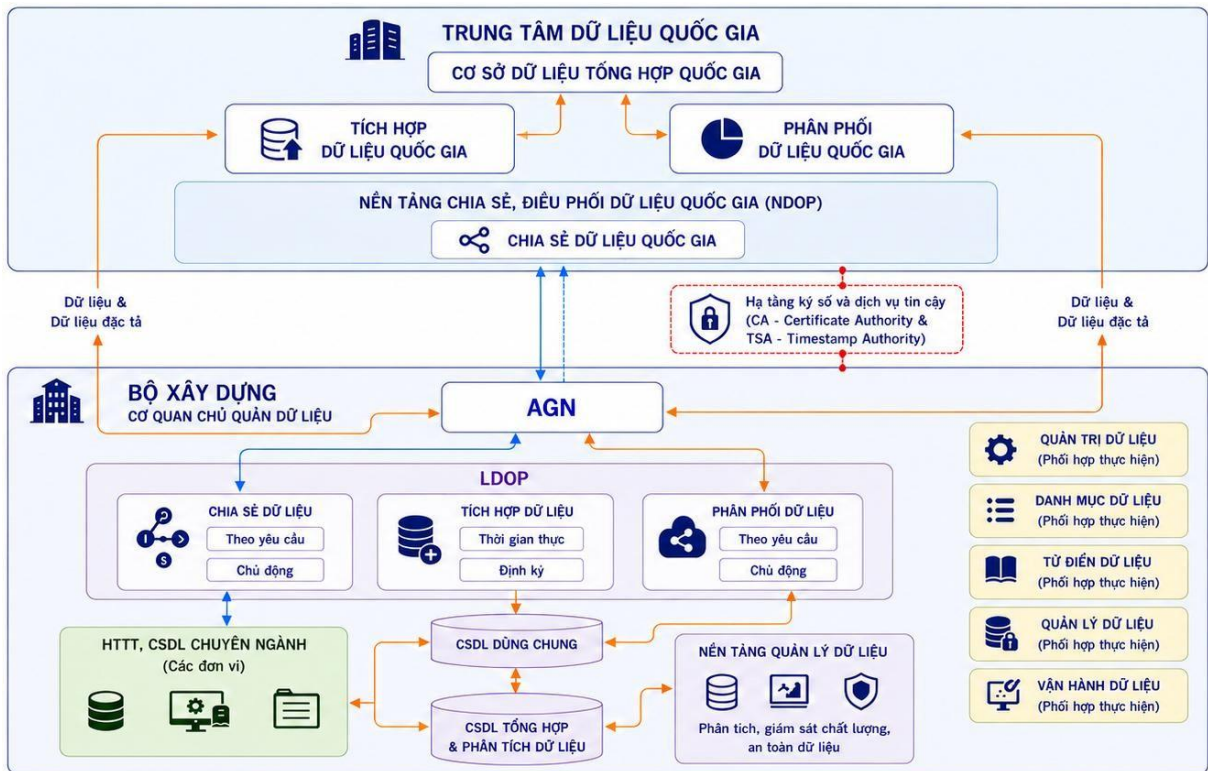 TRUNG TÂM DỮ LIỆU QUỐC GIA
CƠ SỞ DỮ LIỆU TỔNG HỢP QUỐC GIA
TÍCH HỢP
DỮ LIỆU QUỐC GIA
PHÂN PHỐI
DỮ LIỆU QUỐC GIA
NỀN TẢNG CHIA SẺ, ĐIỀU PHỐI DỮ LIỆU QUỐC GIA (NDOP)
CHIA SẺ DỮ LIỆU QUỐC GIA
Dữ liệu &
Dữ liệu đặc tả
Hạ tầng ký số và dịch vụ tin cậy
(CA - Certificate Authority &
TSA - Timestamp Authority)
Dữ liệu &
Dữ liệu đặc tả
BỘ XÂY DỰNG
CƠ QUAN CHỦ QUẢN DỮ LIỆU
AGN
LDOP
CHIA SẺ DỮ LIỆU
Theo yêu cầu
Chủ động
TÍCH HỢP DỮ LIỆU
Thời gian thực
Định kỳ
PHÂN PHỐI DỮ LIỆU
Theo yêu cầu
Chủ động
HTTT, CSDL CHUYÊN NGÀNH
(Các đơn vị)
CSDL DÙNG CHUNG
CSDL TỔNG HỢP
& PHÂN TÍCH DỮ LIỆU
NỀN TẢNG QUẢN LÝ DỮ LIỆU
Phân tích, giám sát chất lượng,
an toàn dữ liệu
QUẢN TRỊ DỮ LIỆU
(Phối hợp thực hiện)
DANH MỤC DỮ LIỆU
(Phối hợp thực hiện)
TỪ ĐIỂN DỮ LIỆU
(Phối hợp thực hiện)
QUẢN LÝ DỮ LIỆU
(Phối hợp thực hiện)
VẬN HÀNH DỮ LIỆU
(Phối hợp thực hiện)